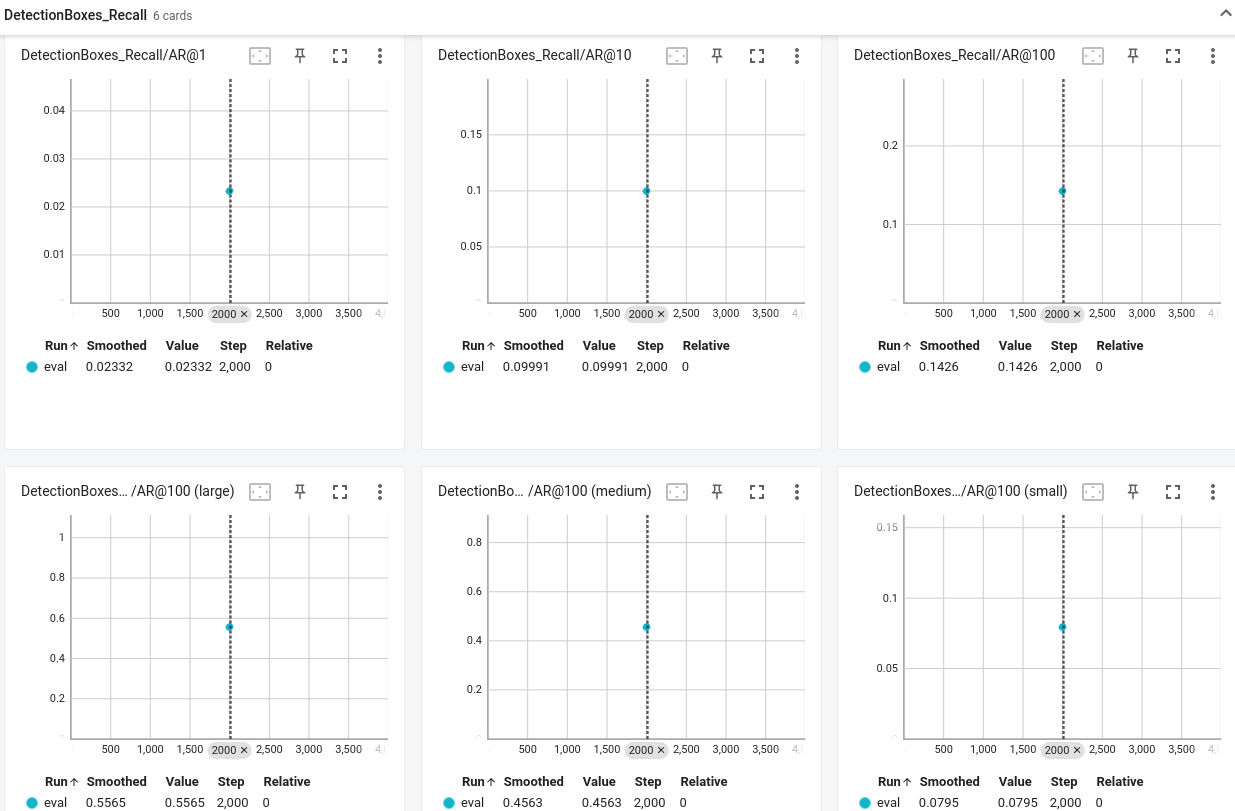 DetectionBoxes_Recall 6 cards
DetectionBoxes_Recall/AR@1
0.04
0.03
0.02
0.01
500 1,000 1,500 2000 × 2,500 3,000 3,500 4,
Run↑ Smoothed Value Step Relative
eval 0.02332 0.02332 2,000 0
DetectionBoxes_Recall/AR@10
0.15
0.1
0.05
500 1,000 1,500 2000 × 2,500 3,000 3,500 4,
Run↑ Smoothed Value Step Relative
eval 0.09991 0.09991 2,000 0
DetectionBoxes_Recall/AR@100
0.2
0.1
500 1,000 1,500 2000 × 2,500 3,000 3,500 4,
Run↑ Smoothed Value Step Relative
eval 0.1426 0.1426 2,000 0
DetectionBoxes… /AR@100 (large)
1
0.8
0.6
0.4
0.2
500 1,000 1,500 2000 × 2,500 3,000 3,500 4,
Run↑ Smoothed Value Step Relative
eval 0.5565 0.5565 2,000 0
DetectionBo… /AR@100 (medium)
0.8
0.6
0.4
0.2
500 1,000 1,500 2000 × 2,500 3,000 3,500 4,
Run↑ Smoothed Value Step Relative
eval 0.4563 0.4563 2,000 0
DetectionBoxes…/AR@100 (small)
0.15
0.1
0.05
500 1,000 1,500 2000 × 2,500 3,000 3,500 4,
Run↑ Smoothed Value Step Relative
eval 0.0795 0.0795 2,000 0